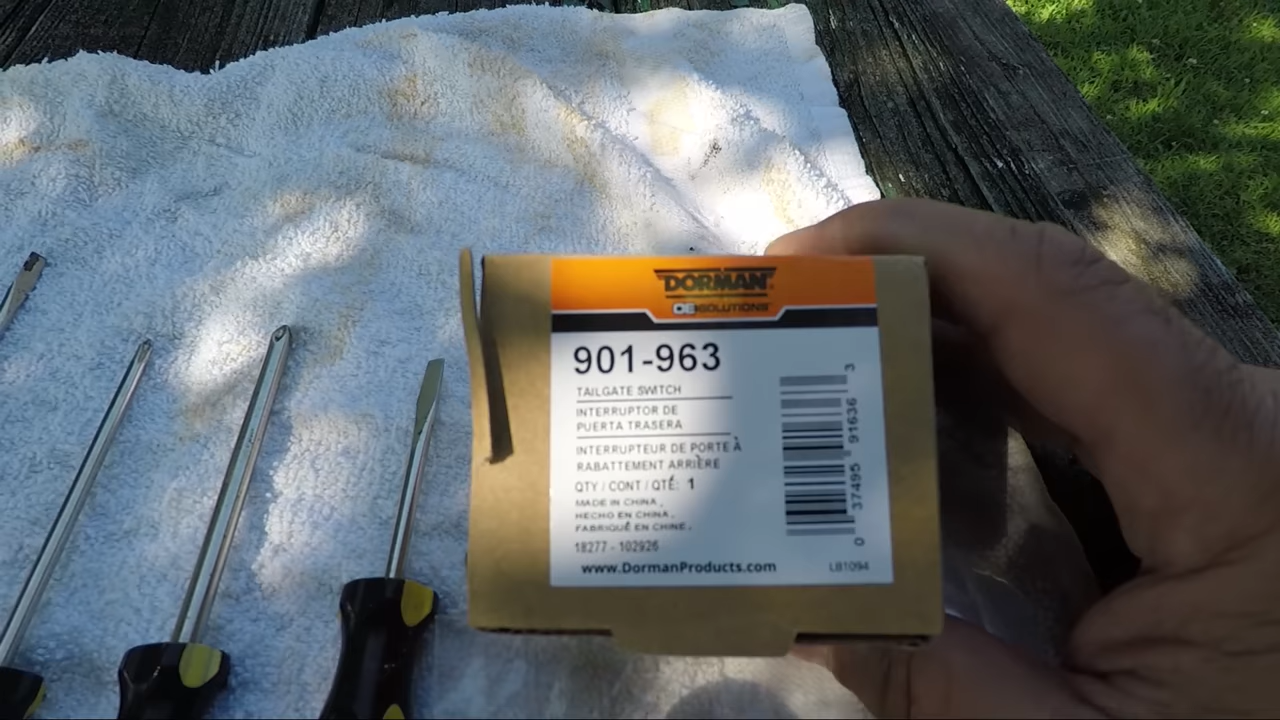 DORMAN
OE SOLUTIONS
901-963
TAILGATE SWITCH
INTERRUPTOR DE
PUERTA TRASERA
INTERRUPTEUR DE PORTE À
RABATTEMENT ARRIÈRE
QTY / CONT / QTÉ: 1
MADE IN CHINA,
HECHO EN CHINA,
FABRIQUÉ EN CHINE,
18277 - 102926
www.DormanProducts.com
LB1094
0 37495 91636 3